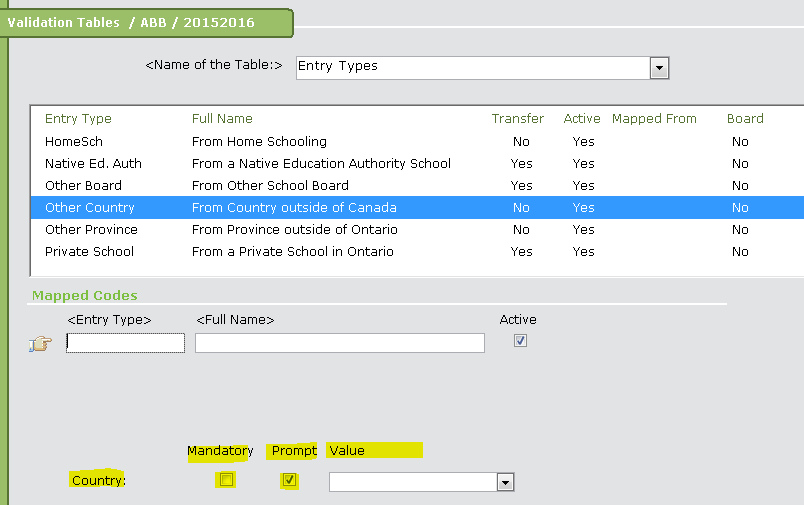 Validation Tables / ABB / 20152016
<Name of the Table:> Entry Types
Entry Type Full Name Transfer Active Mapped From Board
HomeSch From Home Schooling No Yes No
Native Ed. Auth From a Native Education Authority School Yes Yes No
Other Board From Other School Board Yes Yes No
Other Country From Country outside of Canada No Yes No
Other Province From Province outside of Ontario No Yes No
Private School From a Private School in Ontario Yes Yes No
Mapped Codes
<Entry Type> <Full Name> Active
Mandatory Prompt Value
Country: